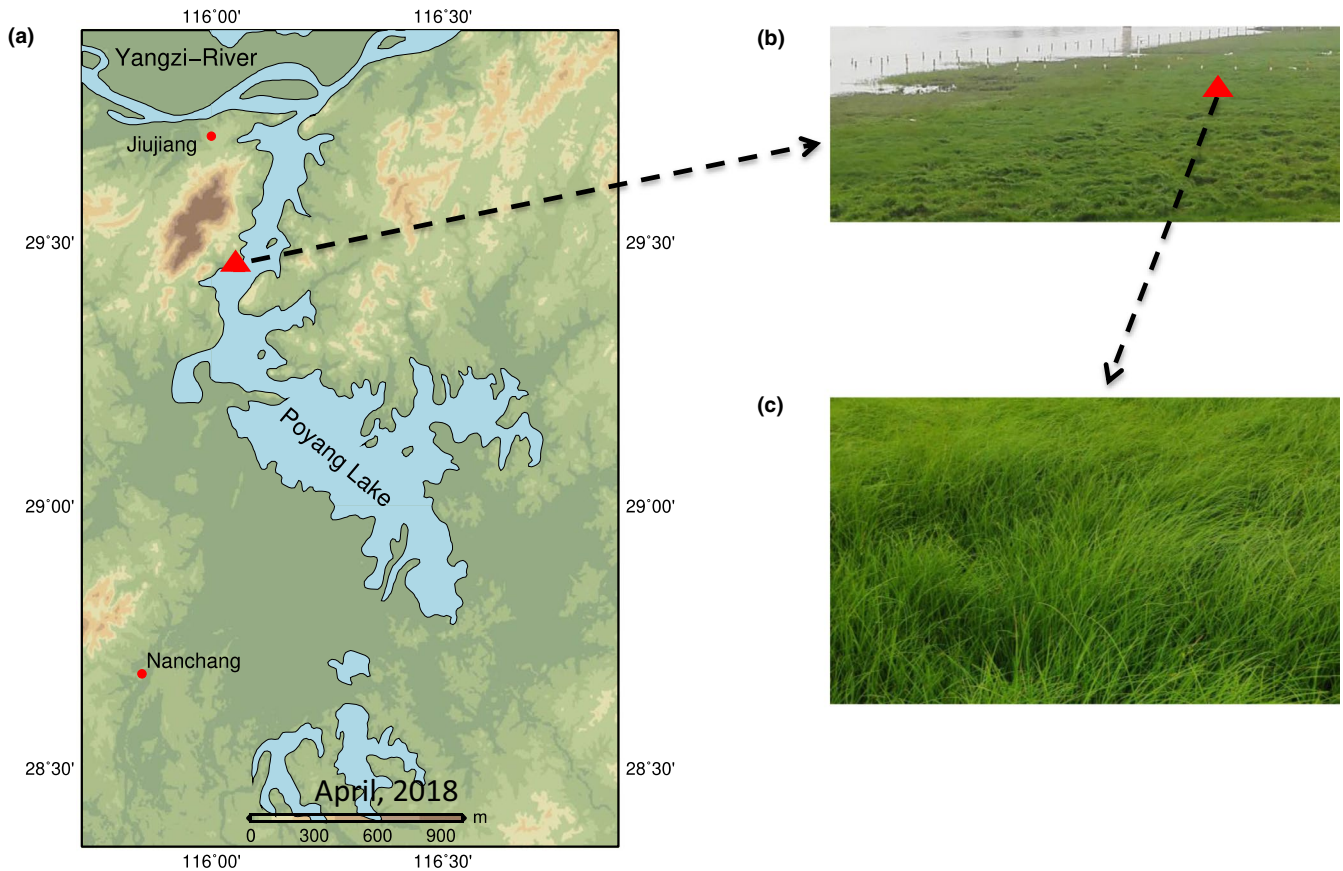 (a)
116°00' 116°30'
Yangzi-River
Jiujiang
29°30' 29°30'
Poyang Lake
29°00' 29°00'
Nanchang
28°30' 28°30'
April, 2018
m
0 300 600 900
116°00' 116°30'
(b)
(c)